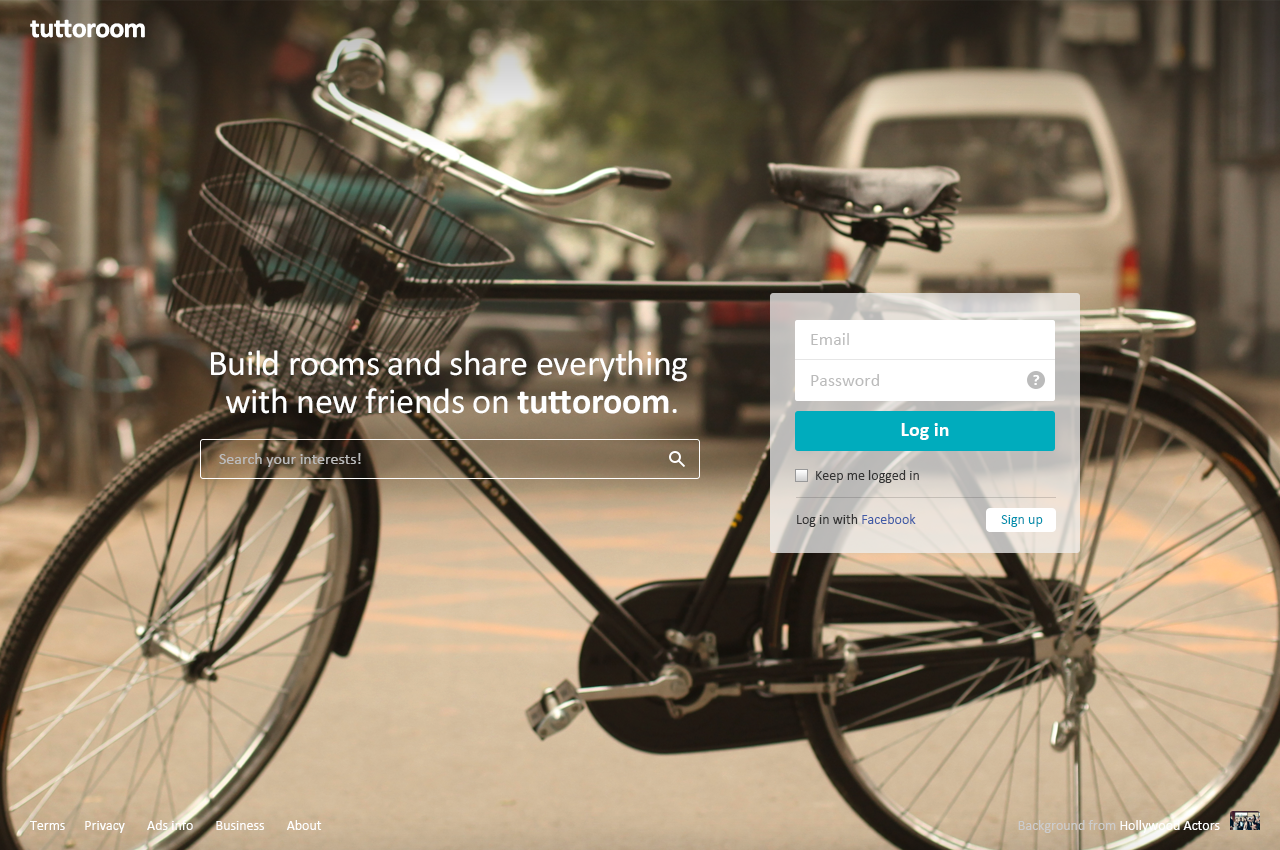 tuttoroom
Build rooms and share everything
with new friends on tuttoroom.
Search your interests!
Email
Password
?
Log in
Keep me logged in
Log in with Facebook
Sign up
Terms Privacy Ads info Business About
Background from Hollywood Actors